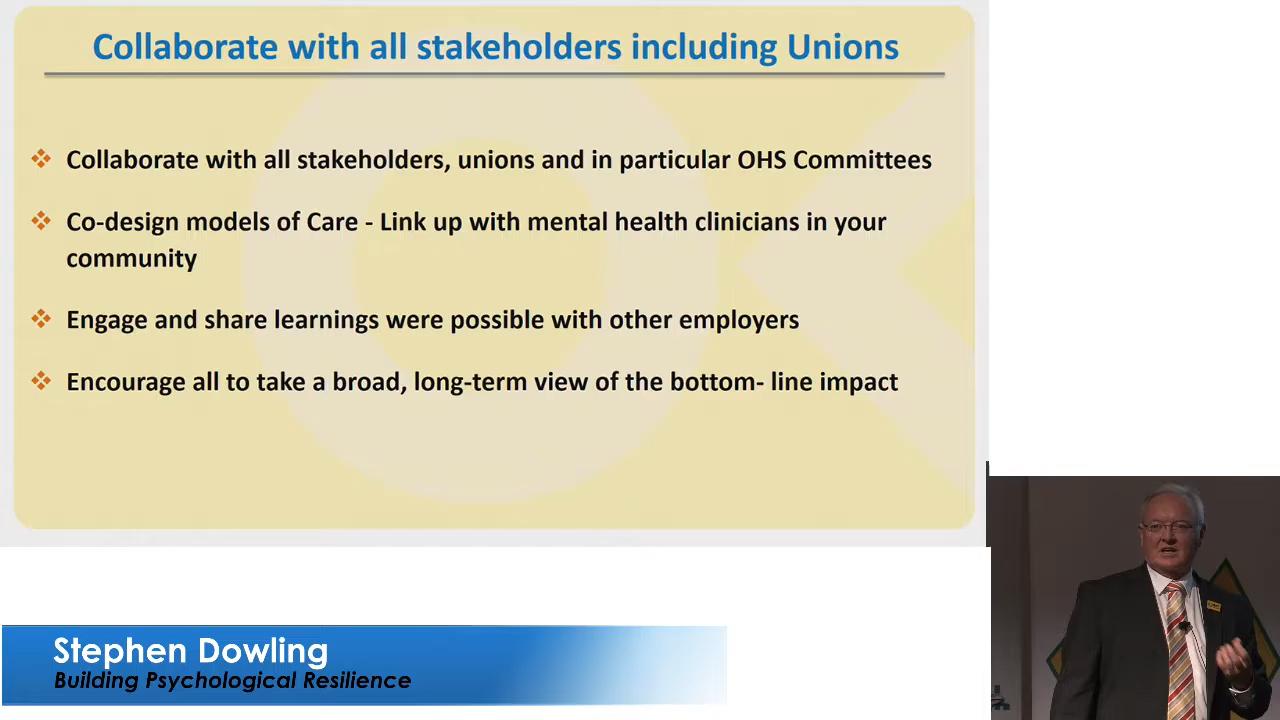 Collaborate with all stakeholders including Unions
Collaborate with all stakeholders, unions and in particular OHS Committees
Co-design models of Care - Link up with mental health clinicians in your
community
Engage and share learnings were possible with other employers
Encourage all to take a broad, long-term view of the bottom- line impact
Stephen Dowling
Building Psychological Resilience